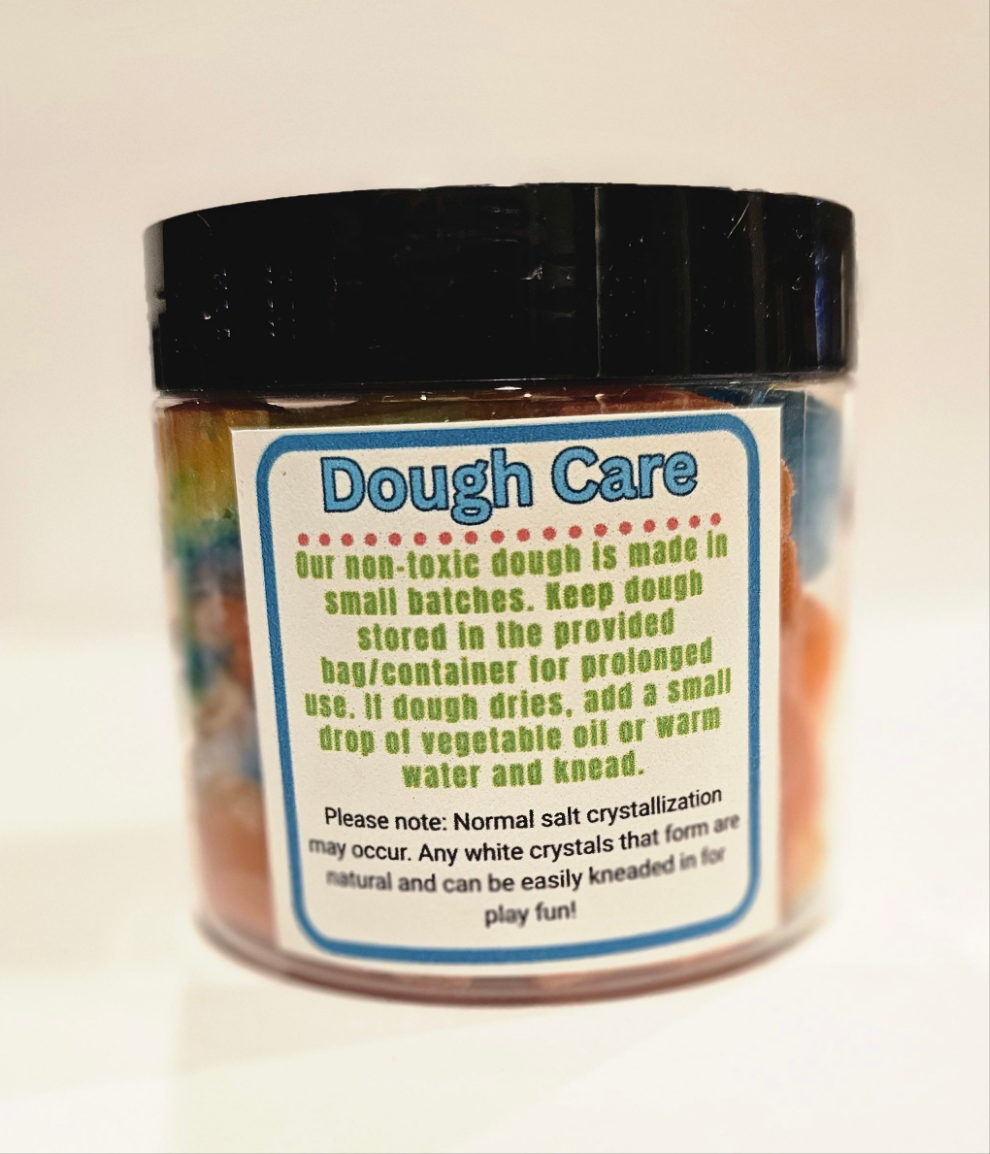 Dough Care
Our non-toxic dough is made in
small batches. Keep dough
stored in the provided
bag/container for prolonged
use. If dough dries, add a small
drop of vegetable oil or warm
water and knead.
Please note: Normal salt crystallization
may occur. Any white crystals that form are
natural and can be easily kneaded in for
play fun!